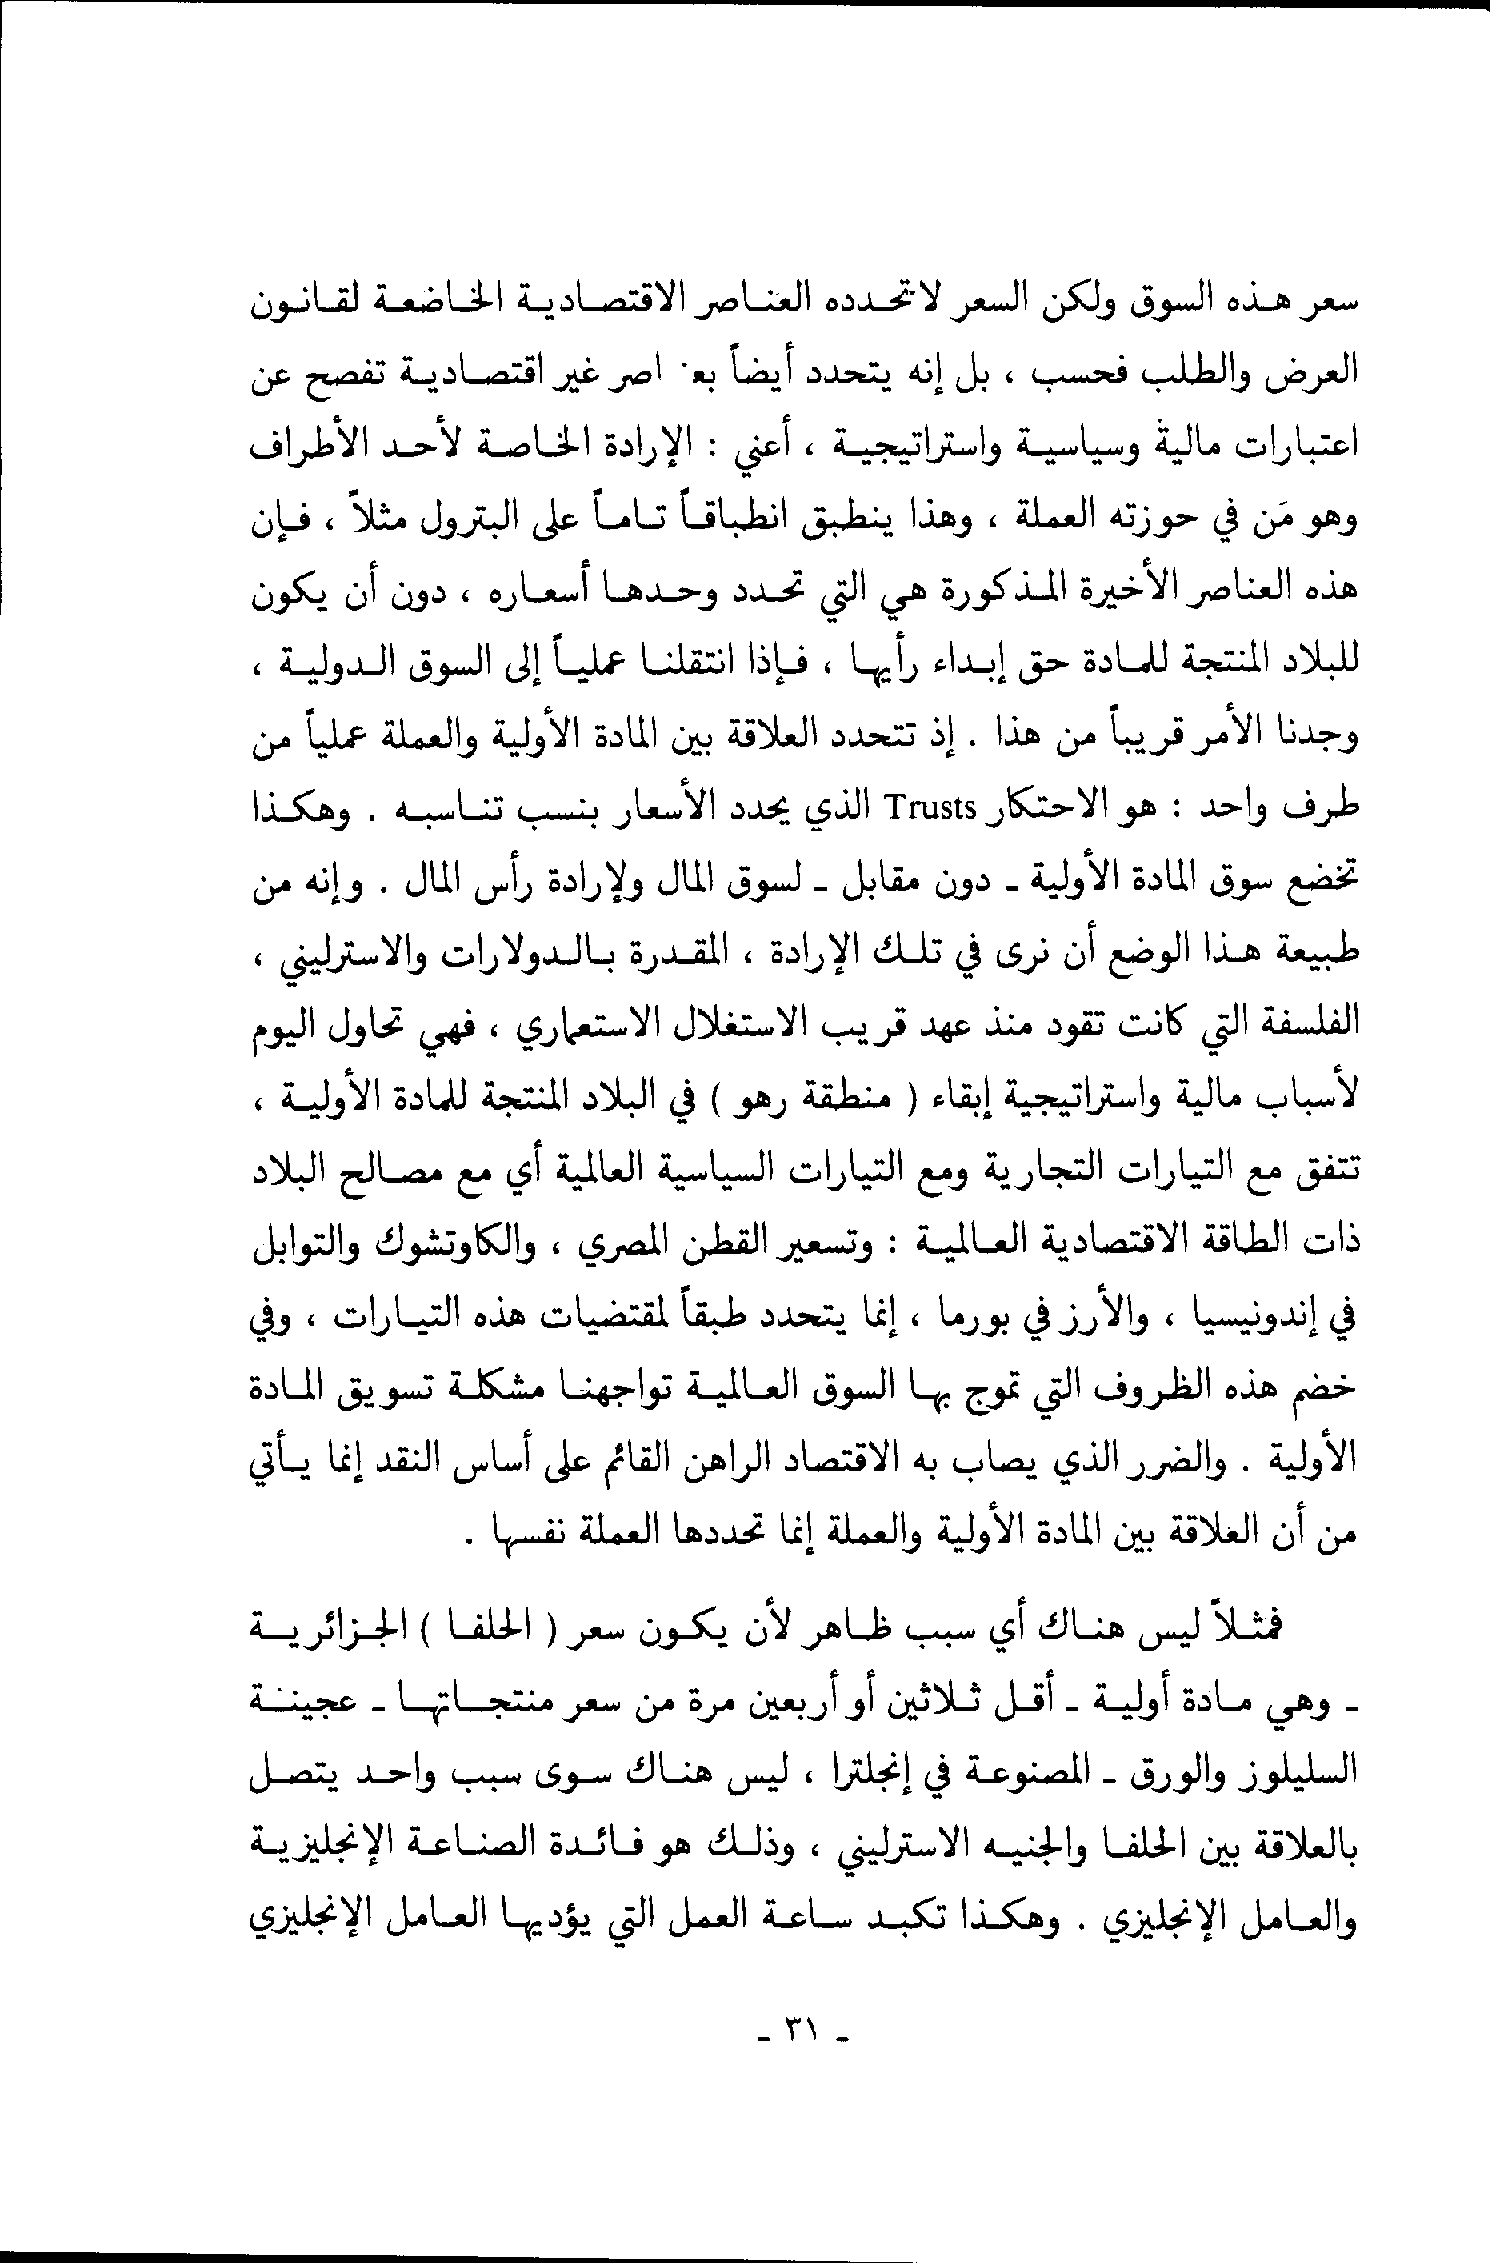 سعر هذه السوق ولكن السعر لا تحدده العناصر الاقتصادية الخاضعة لقانون
العرض والطلب فحسب ، بل إنه يتحدد أيضاً اصر غير اقتصادية تفصح عن
اعتبارات مالية وسياسية واستراتيجية ، أعني : الإرادة الخاصة لأحد الأطراف
وهو مَن في حوزته العملة ، وهذا ينطبق انطباقاً تاماً على البترول مثلاً ، فإن
هذه العناصر الأخيرة المذكورة هي التي تحدد وحدها أسعاره ، دون أن يكون
للبلاد المنتجة للمادة حق إبداء رأيها ، فإذا انتقلنا عملياً إلى السوق الدولية ،
وجدنا الأمر قريباً من هذا . إذ تتحدد العلاقة بين المادة الأولية والعملة عملياً من
طرف واحد : هو الاحتكار Trusts الذي يحدد الأسعار بنسب تناسبه . وهكذا
تخضع سوق المادة الأولية ـ دون مقابل ـ لسوق المال ولإرادة رأس المال . وإنه من
طبيعة هذا الوضع أن نرى في تلك الإرادة ، المقدرة بالدولارات والاسترليني ،
الفلسفة التي كانت تقود منذ عهد قريب الاستغلال الاستعماري ، فهي تحاول اليوم
لأسباب مالية واستراتيجية إبقاء ( منطقة رهو ) في البلاد المنتجة للمادة الأولية ،
تتفق مع التيارات التجارية ومع التيارات السياسية العالمية أي مع مصالح البلاد
ذات الطاقة الاقتصادية العالمية : وتسعير القطن المصري ، والكاوتشوك والتوابل
في إندونيسيا ، والأرز في بورما ، إنما يتحدد طبقاً لمقتضيات هذه التيارات ، وفي
خضم هذه الظروف التي تموج بها السوق العالمية تواجهنا مشكلة تسويق المادة
الأولية . والضرر الذي يصاب به الاقتصاد الراهن القائم على أساس النقد إنما يأتي
من أن العلاقة بين المادة الأولية والعملة إنما تحددها العملة نفسها .
فمثلاً ليس هناك أي سبب ظاهر لأن يكون سعر ( الحلفا ) الجزائرية
ـ وهي مادة أولية ـ أقل ثلاثين أو أربعين مرة من سعر منتجاتها ـ عجينة
السليلوز والورق ـ المصنوعة في إنجلترا ، ليس هناك سوى سبب واحد يتصل
بالعلاقة بين الحلفا والجنيه الاسترليني ، وذلك هو فائدة الصناعة الإنجليزية
والعامل الإنجليزي . وهكذا تكبد ساعة العمل التي يؤديها العامل الإنجليزي
ـ ٣١ ـ